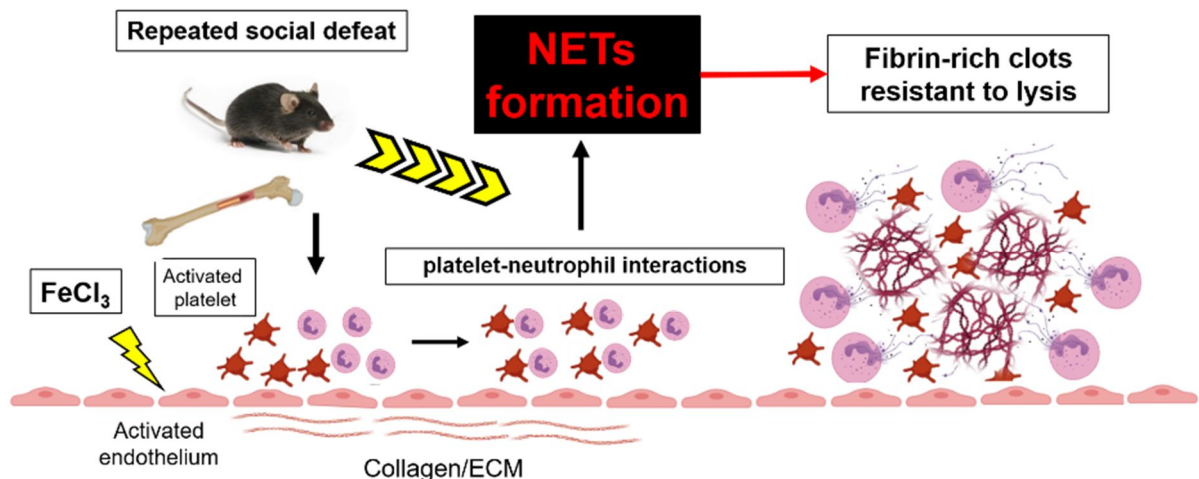 Repeated social defeat
NETs
formation
Fibrin-rich clots
resistant to lysis
platelet-neutrophil interactions
Activated
platelet
FeCl₃
Activated
endothelium
Collagen/ECM